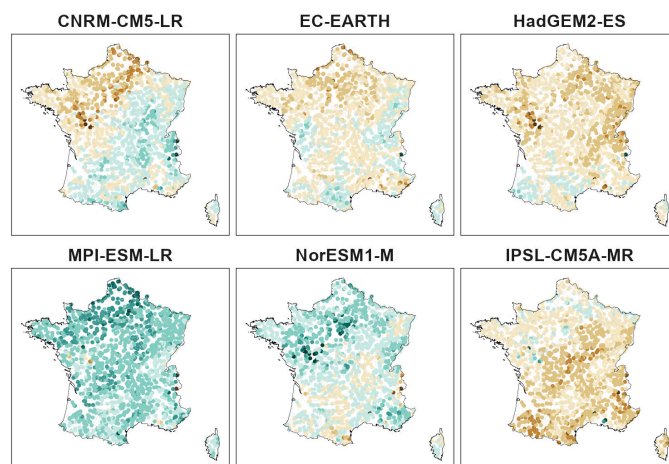 CNRM-CM5-LR
EC-EARTH
HadGEM2-ES
MPI-ESM-LR
NorESM1-M
IPSL-CM5A-MR